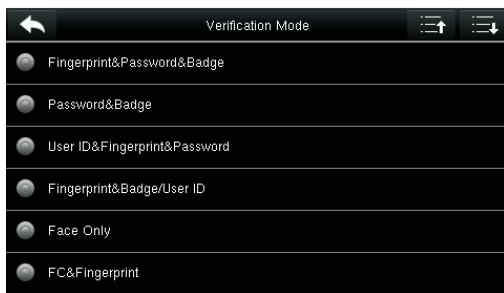 Verification Mode
Fingerprint&Password&Badge
Password&Badge
User ID&Fingerprint&Password
Fingerprint&Badge/User ID
Face Only
FC&Fingerprint